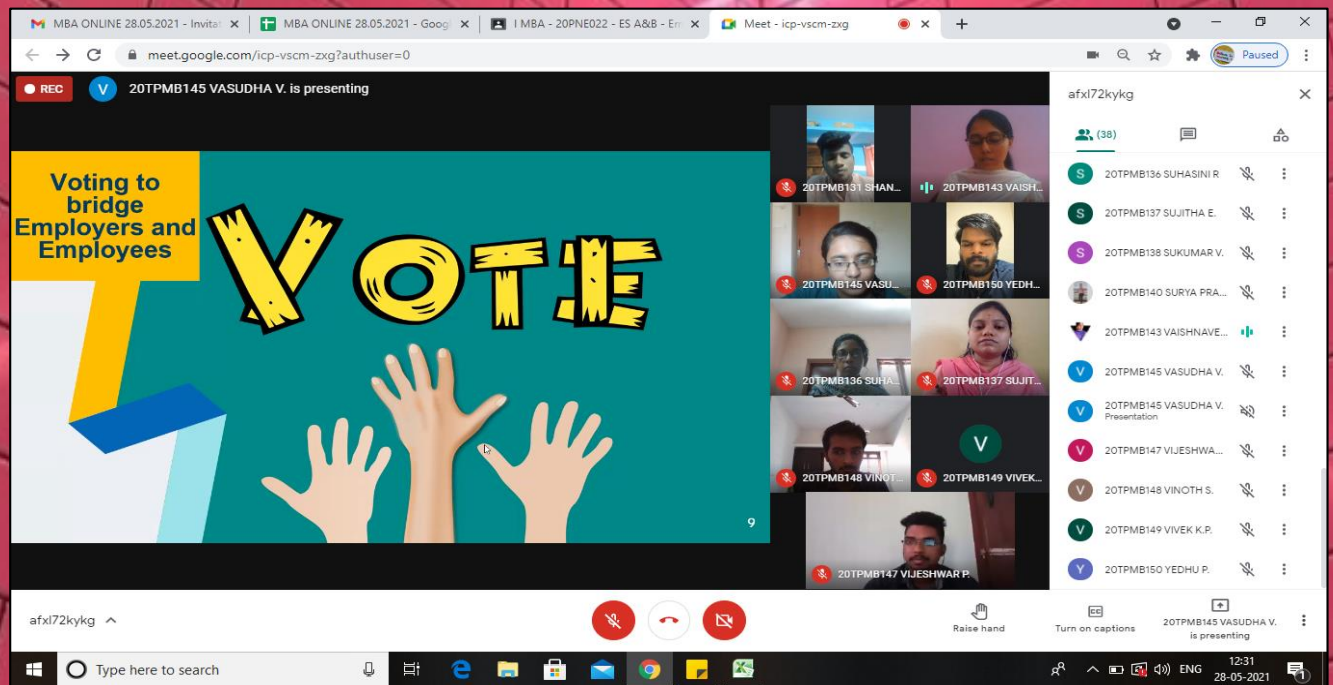 MBA ONLINE 28.05.2021 - Invitat
MBA ONLINE 28.05.2021 - Googl
I MBA - 20PNE022 - ES A&B - Em
Meet - icp-vscm-zxg
meet.google.com/icp-vscm-zxg?authuser=0
Paused
REC
V
20TPMB145 VASUDHA V. is presenting
Voting to
bridge
Employers and
Employees
VOTE
9
20TPMB131 SHAN...
20TPMB143 VAISH...
20TPMB145 VASU...
20TPMB150 YEDH...
20TPMB136 SUHA...
20TPMB137 SUJIT...
20TPMB148 VINOT...
V
20TPMB149 VIVEK...
20TPMB147 VIJESHWAR P.
afxl72kykg
(38)
S 20TPMB136 SUHASINI R
S 20TPMB137 SUJITHA E.
S 20TPMB138 SUKUMAR V.
20TPMB140 SURYA PRA...
20TPMB143 VAISHNAVE...
V 20TPMB145 VASUDHA V.
V 20TPMB145 VASUDHA V.
Presentation
V 20TPMB147 VIJESHWA...
V 20TPMB148 VINOTH S.
V 20TPMB149 VIVEK K.P.
Y 20TPMB150 YEDHU P.
afxl72kykg
Raise hand
CC
Turn on captions
20TPMB145 VASUDHA V.
is presenting
Type here to search
ENG
12:31
28-05-2021
1